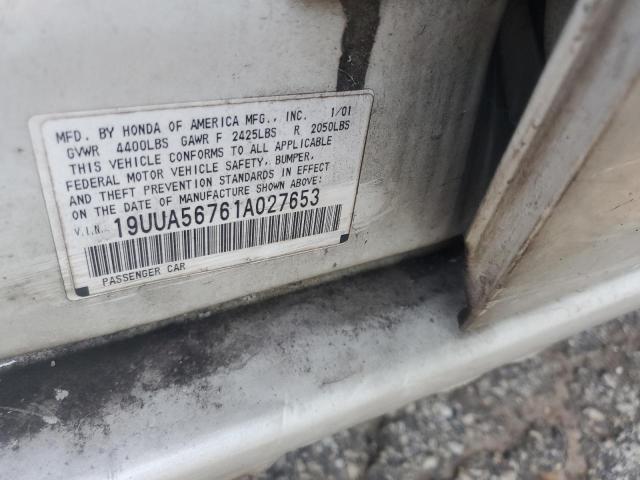 MFD. BY HONDA OF AMERICA MFG., INC. 1/01
GVWR 4400LBS GAWR F 2425LBS R 2050LBS
THIS VEHICLE CONFORMS TO ALL APPLICABLE
FEDERAL MOTOR VEHICLE SAFETY, BUMPER,
AND THEFT PREVENTION STANDARDS IN EFFECT
ON THE DATE OF MANUFACTURE SHOWN ABOVE:
V.I.N. 19UUA56761A027653
PASSENGER CAR